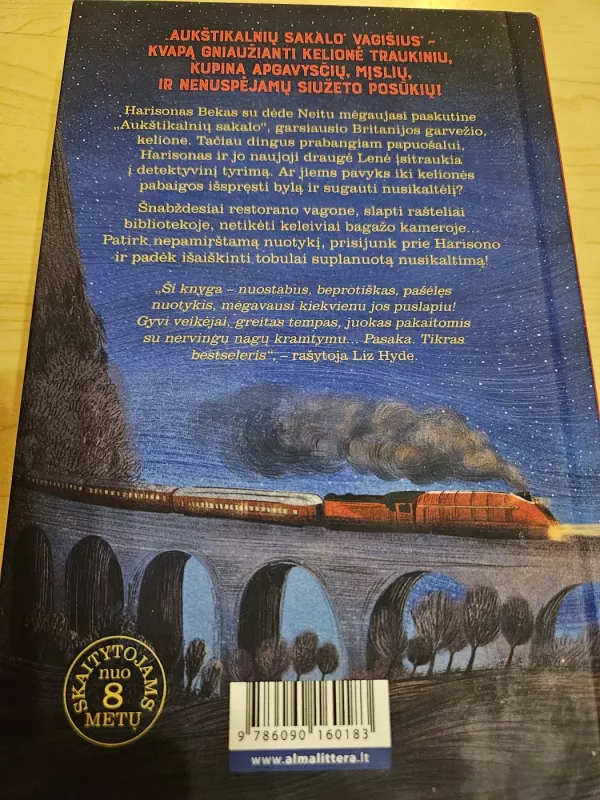 „AUKŠTIKALNIŲ SAKALO“ VAGIŠIUS“ –
KVAPĄ GNIAUŽIANTI KELIONĖ TRAUKINIU,
KUPINA APGAVYSČIŲ, MĮSLIŲ,
IR NENUSPĖJAMŲ SIUŽETO POSŪKIŲ!
Harisonas Bekas su dėde Neitu mėgaujasi paskutine
„Aukštikalnių sakalo“, garsiausio Britanijos garvežio,
kelione. Tačiau dingus prabangiam papuošalui,
Harisonas ir jo naujoji draugė Lenė įsitraukia
į detektyvinį tyrimą. Ar jiems pavyks iki kelionės
pabaigos išspręsti bylą ir sugauti nusikaltėlį?
Šnabždesiai restorano vagone, slapti rašteliai
bibliotekoje, netikėti keleiviai bagažo kameroje...
Patirk nepamirštamą nuotykį, prisijunk prie Harisono
ir padėk išaiškinti tobulai suplanuotą nusikaltimą!
„Ši knyga – nuostabus, beprotiškas, pašėlęs
nuotykis, mėgavausi kiekvienu jos puslapiu!
Gyvi veikėjai, greitas tempas, juokas pakaitomis
su nervingų nagų kramtymu... Pasaka. Tikras
bestseleris“, – rašytoja Liz Hyde.
SKAITYTOJAMS
nuo
8
METŲ
9 786090 160183
www.almalittera.lt